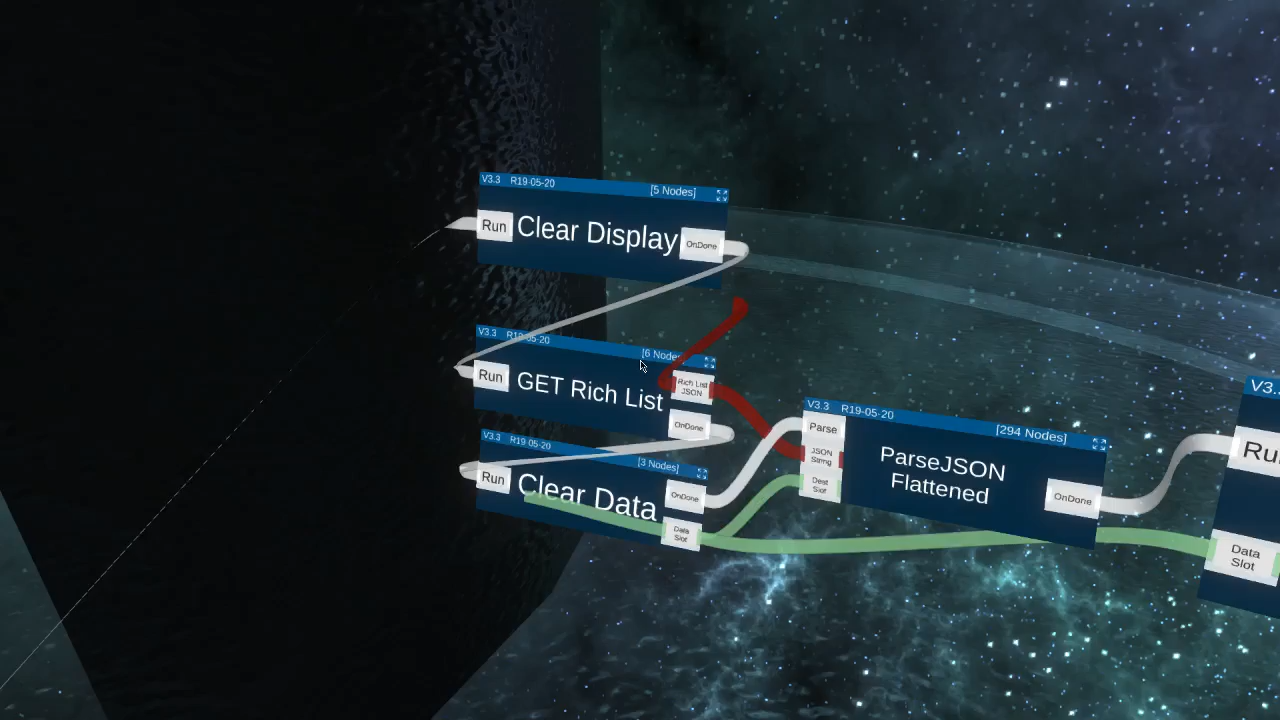 V3.3 R19-05-20 [5 Nodes]
Run Clear Display OnDone
V3.3 R19-05-20 [6 Nodes]
Run GET Rich List
Rich List
JSON
OnDone
V3.3 R19-05-20 [3 Nodes]
Run Clear Data
OnDone
Data
Slot
V3.3 R19-05-20 [294 Nodes]
Parse
JSON
String
Dest
Slot
ParseJSON
Flattened
OnDone
V3.
Ru
Data
Slot